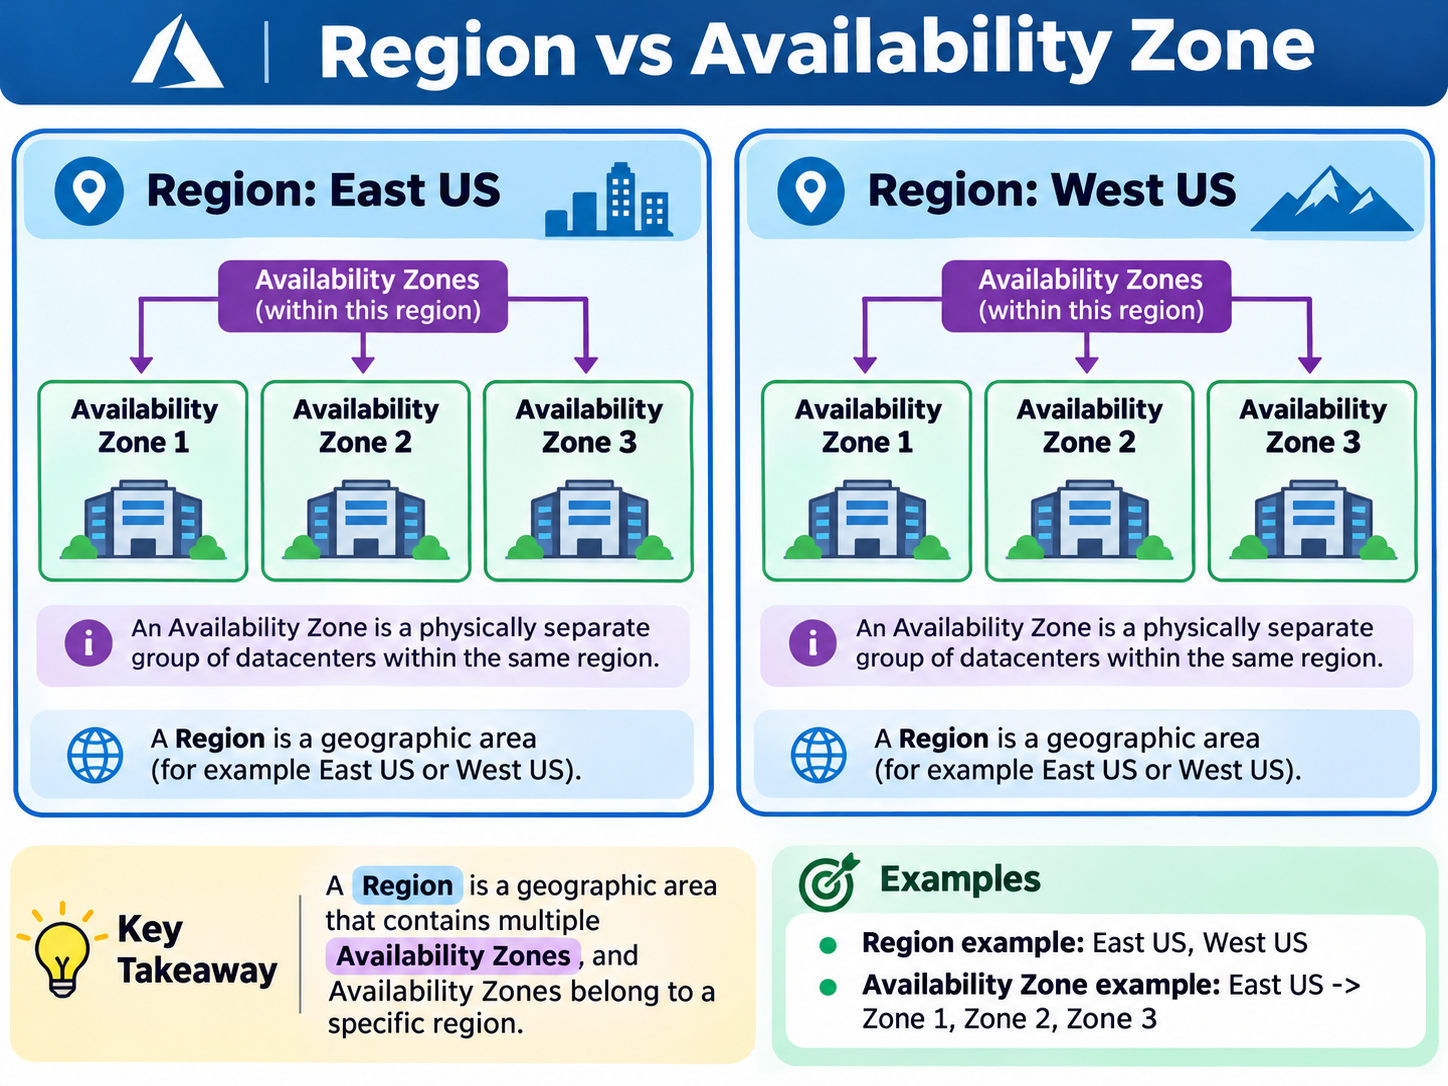 Region vs Availability Zone
Region: East US
Availability Zones
(within this region)
Availability
Zone 1
Availability
Zone 2
Availability
Zone 3
An Availability Zone is a physically separate
group of datacenters within the same region.
A Region is a geographic area
(for example East US or West US).
Region: West US
Availability Zones
(within this region)
Availability
Zone 1
Availability
Zone 2
Availability
Zone 3
An Availability Zone is a physically separate
group of datacenters within the same region.
A Region is a geographic area
(for example East US or West US).
Key
Takeaway
A Region is a geographic area
that contains multiple
Availability Zones, and
Availability Zones belong to a
specific region.
Examples
Region example: East US, West US
Availability Zone example: East US ->
Zone 1, Zone 2, Zone 3